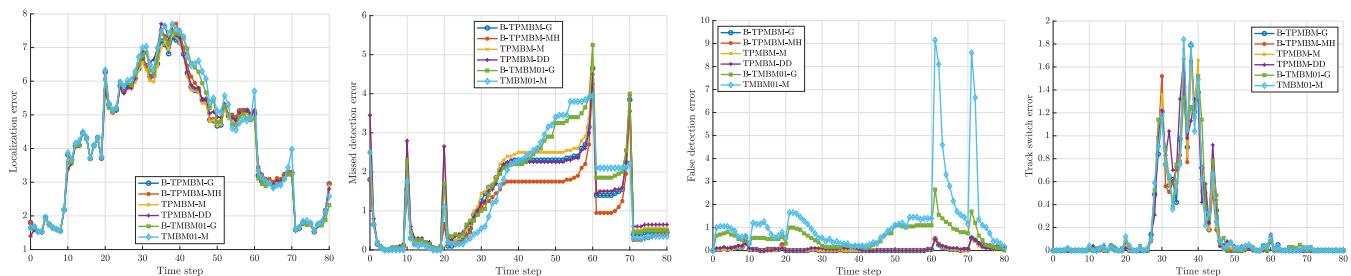 8
7
6
5
4
3
2
1
0 10 20 30 40 50 60 70 80
Localization error
Time step
B-TPMBM-G
B-TPMBM-MH
TPMBM-M
TPMBM-DD
B-TMBM01-G
TMBM01-M
6
5
4
3
2
1
0
0 10 20 30 40 50 60 70 80
Missed detection error
Time step
B-TPMBM-G
B-TPMBM-MH
TPMBM-M
TPMBM-DD
B-TMBM01-G
TMBM01-M
10
9
8
7
6
5
4
3
2
1
0
0 10 20 30 40 50 60 70 80
False detection error
Time step
B-TPMBM-G
B-TPMBM-MH
TPMBM-M
TPMBM-DD
B-TMBM01-G
TMBM01-M
2
1.8
1.6
1.4
1.2
1
0.8
0.6
0.4
0.2
0
0 10 20 30 40 50 60 70 80
Track switch error
Time step
B-TPMBM-G
B-TPMBM-MH
TPMBM-M
TPMBM-DD
B-TMBM01-G
TMBM01-M